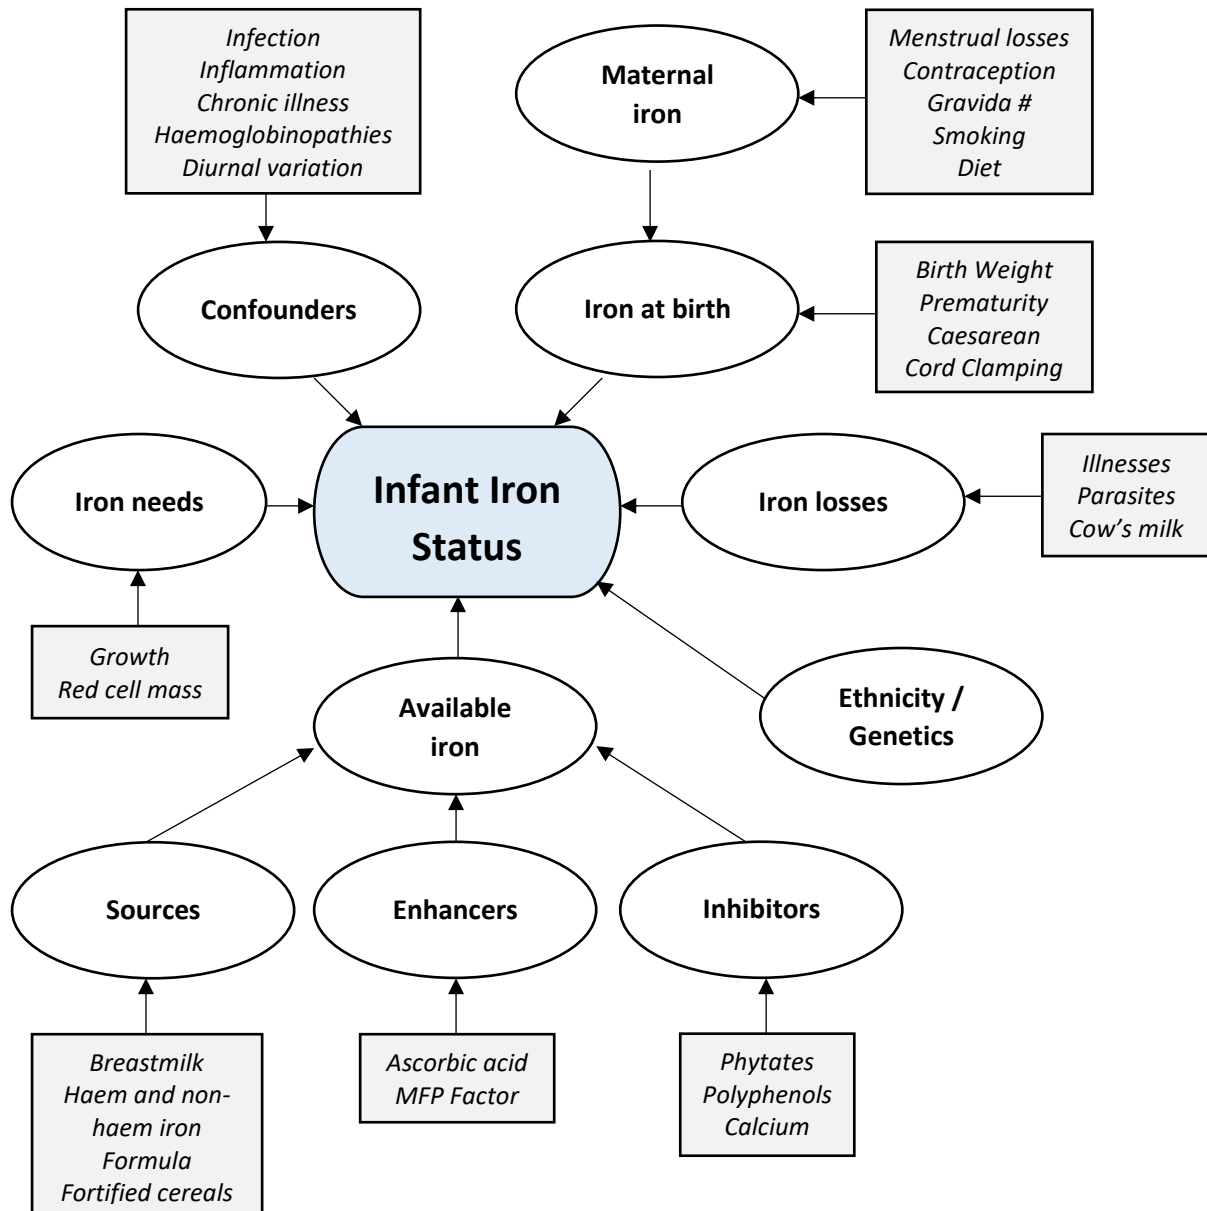 Infection
Inflammation
Chronic illness
Haemoglobinopathies
Diurnal variation
Maternal
iron
Menstrual losses
Contraception
Gravida #
Smoking
Diet
Confounders
Iron at birth
Birth Weight
Prematurity
Caesarean
Cord Clamping
Iron needs
Infant Iron
Status
Iron losses
Illnesses
Parasites
Cow’s milk
Growth
Red cell mass
Available
iron
Ethnicity /
Genetics
Sources
Enhancers
Inhibitors
Breastmilk
Haem and non-
haem iron
Formula
Fortified cereals
Ascorbic acid
MFP Factor
Phytates
Polyphenols
Calcium